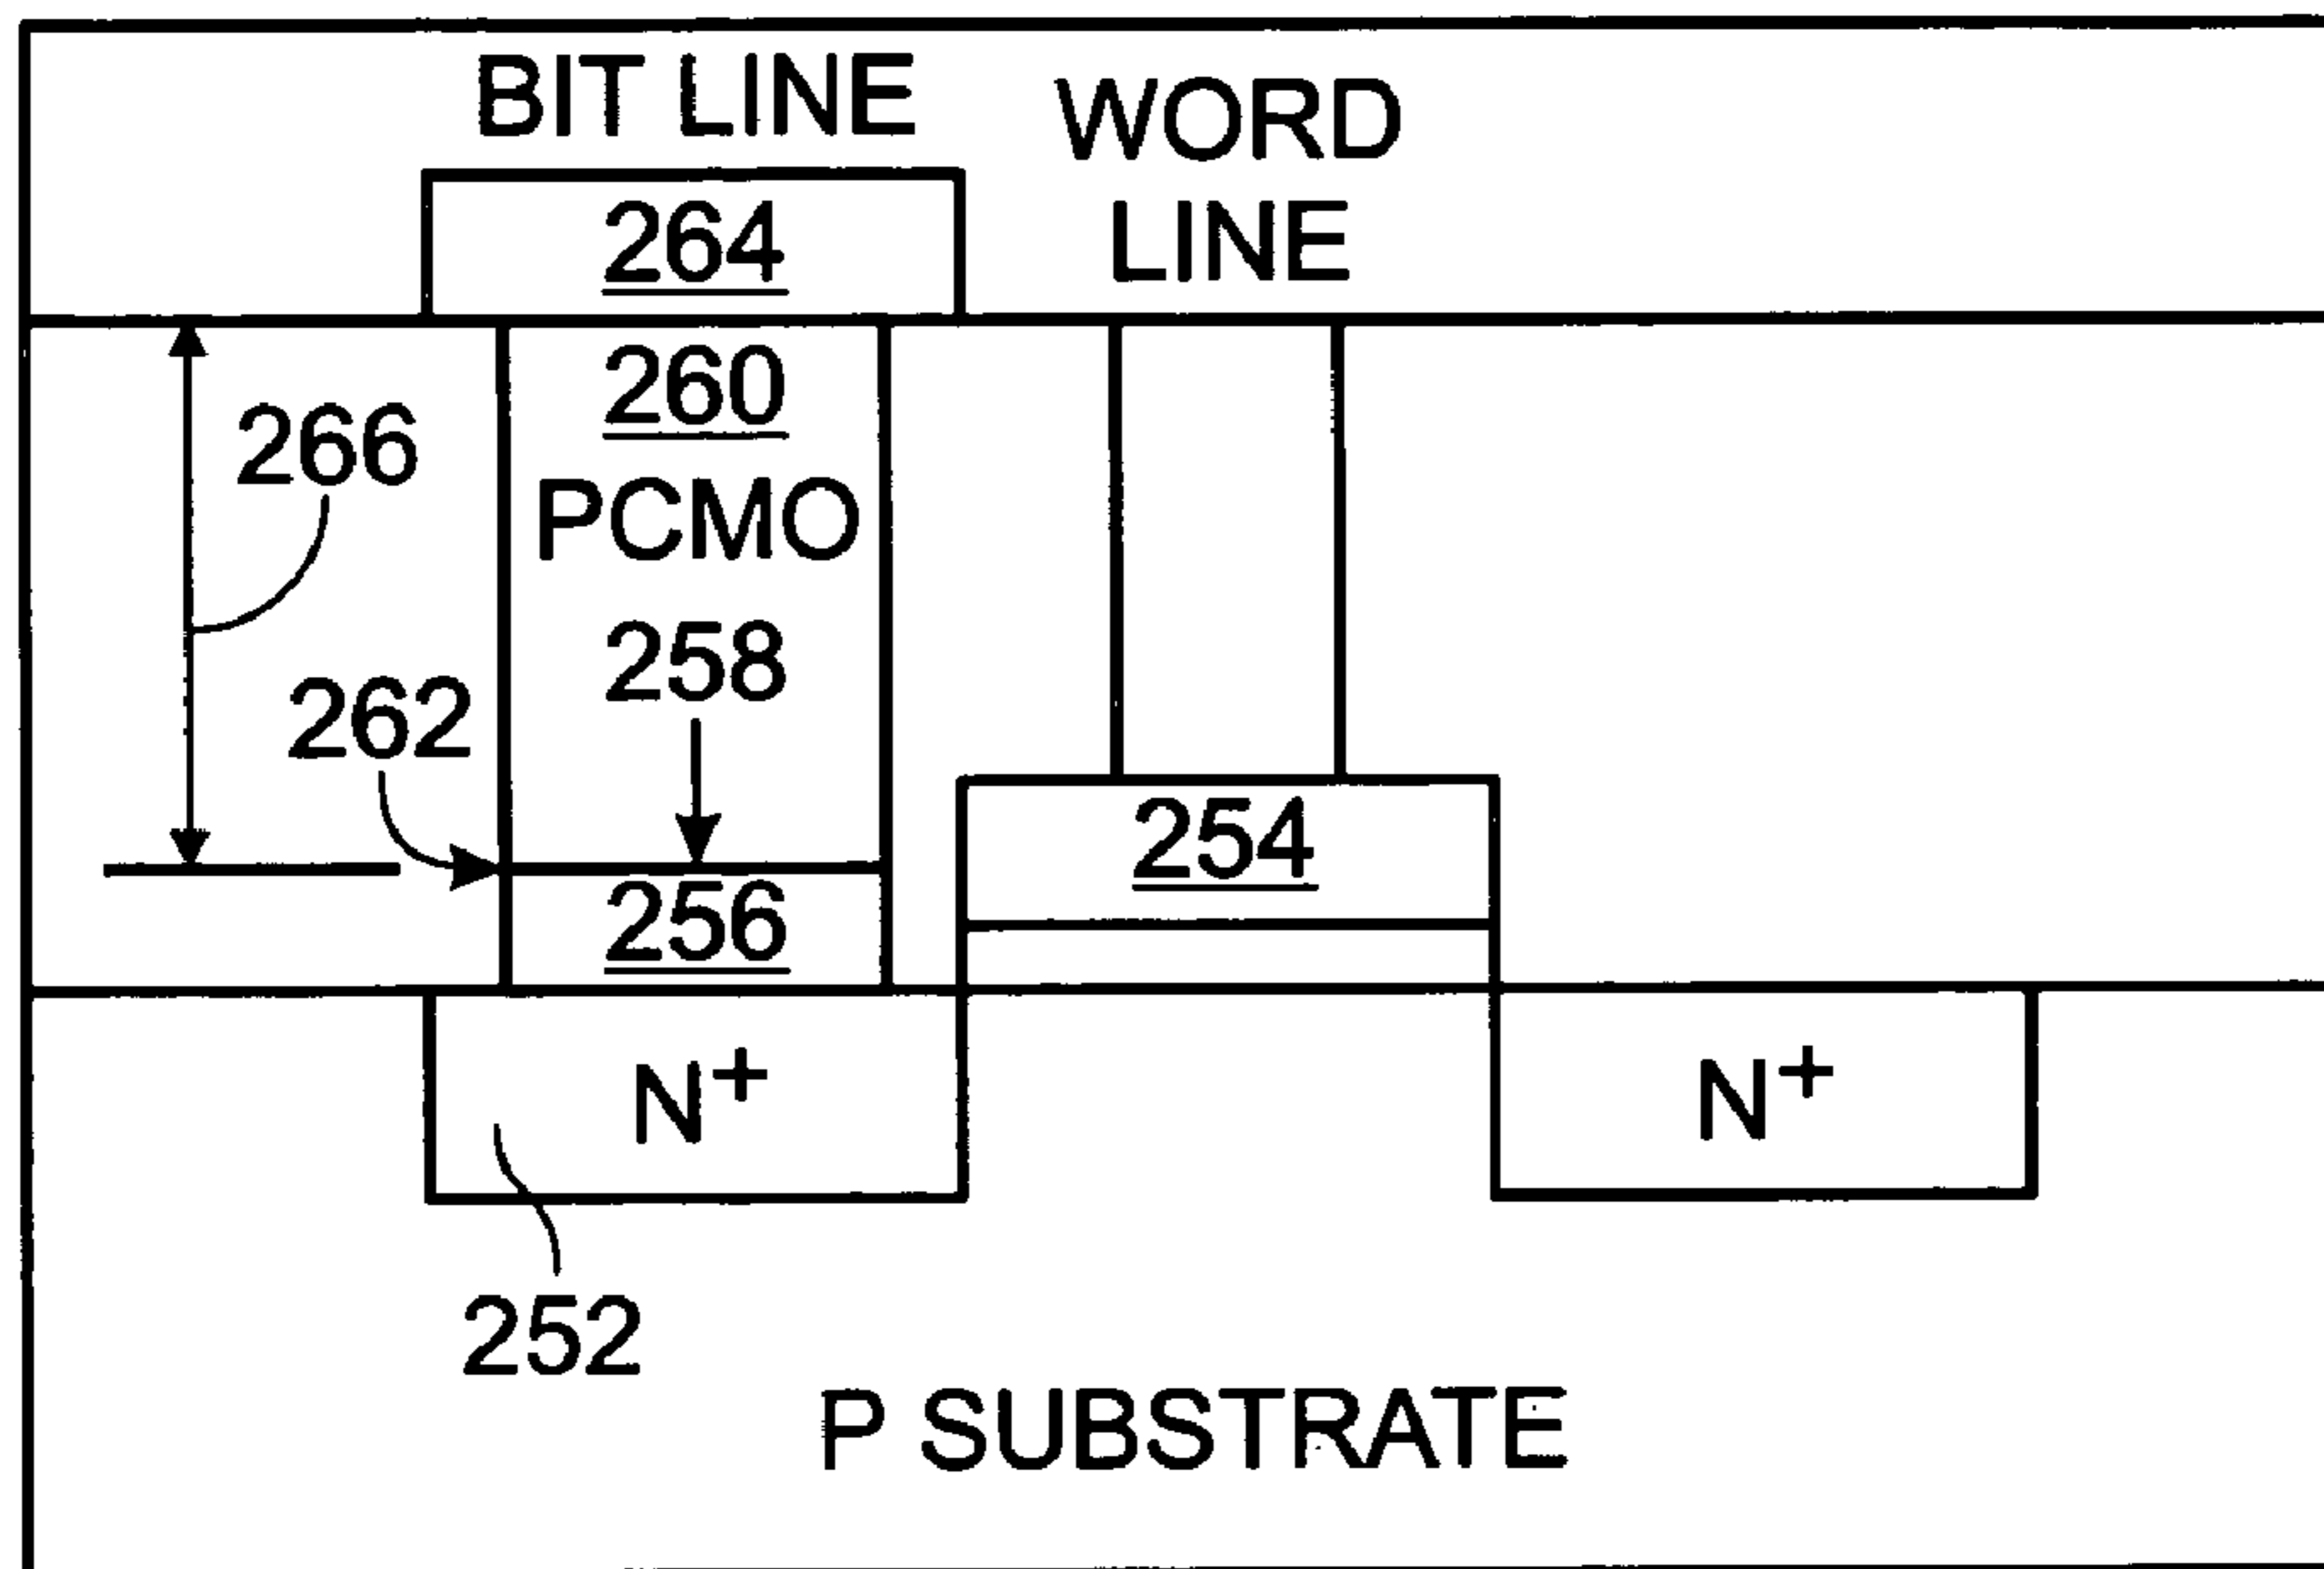 BIT LINE
WORD
LINE
264
260
266
PCMO
258
262
254
256
N+
N+
252
P SUBSTRATE